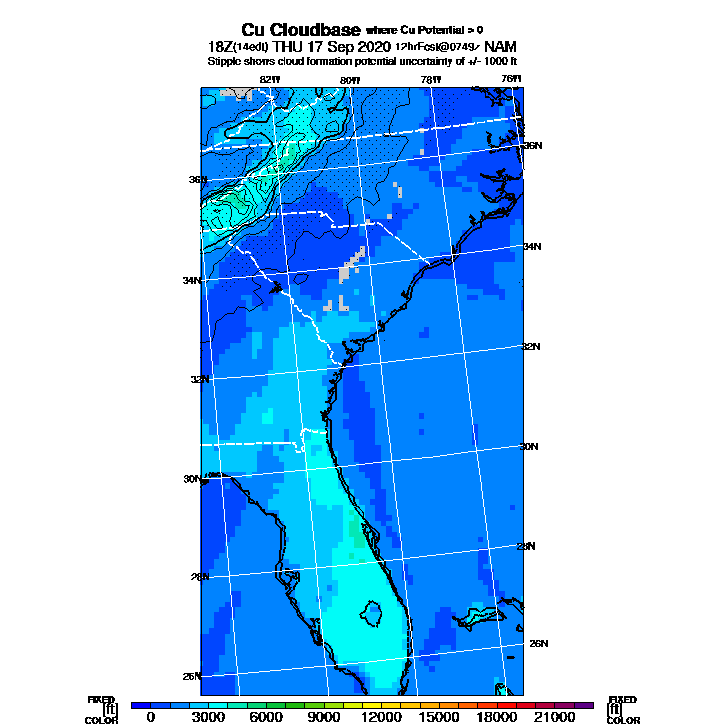 Cu Cloudbase where Cu Potential > 0
18Z(14edt) THU 17 Sep 2020 12hrFcst@0749z NAM
Stipple shows cloud formation potential uncertainty of +/- 1000 ft
82W 80W 78W 76W
36N
36N
34N
34N
32N
32N
30N
30N
28N
28N
26N
26N
FIXED FIXED
[ft] [ft]
COLOR COLOR
0 3000 6000 9000 12000 15000 18000 21000